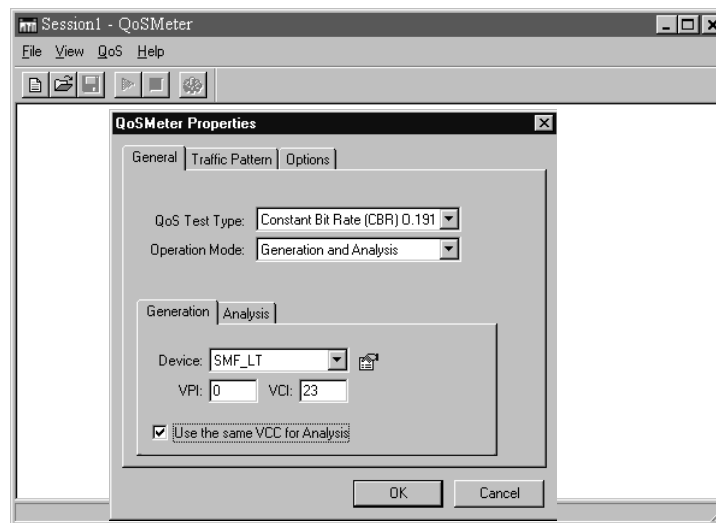 Session1 - QoSMeter
File View QoS Help
QoSMeter Properties
General Traffic Pattern Options
QoS Test Type: Constant Bit Rate (CBR) 0.191
Operation Mode: Generation and Analysis
Generation Analysis
Device: SMF_LT
VPI: 0 VCI: 23
Use the same VCC for Analysis
OK Cancel